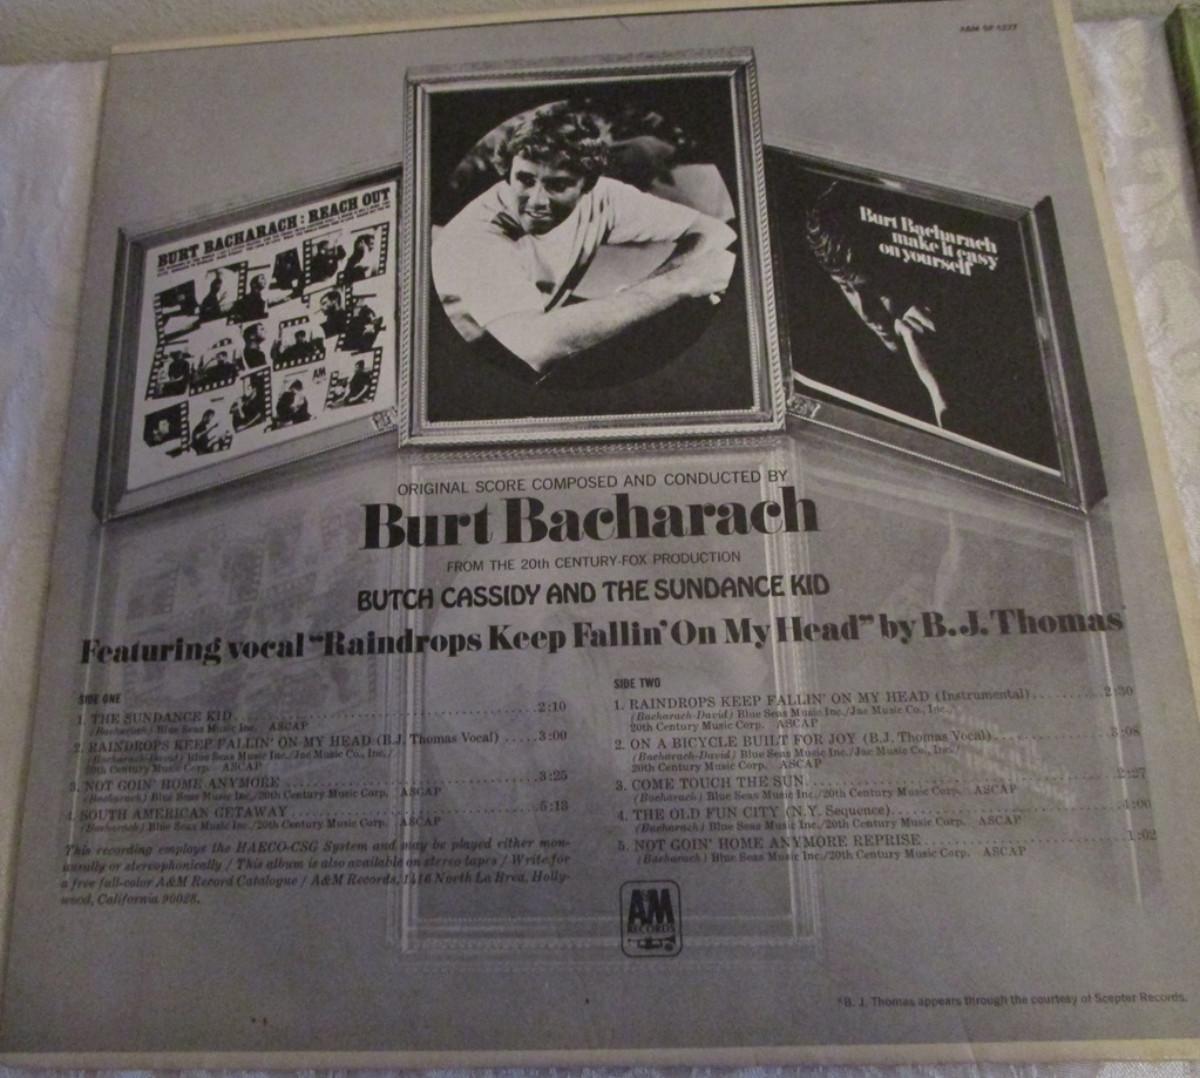 A&M SP 4227
BURT BACHARACH : REACH OUT
Burt Bacharach
make it easy
on yourself
ORIGINAL SCORE COMPOSED AND CONDUCTED BY
Burt Bacharach
FROM THE 20th CENTURY-FOX PRODUCTION
BUTCH CASSIDY AND THE SUNDANCE KID
Featuring vocal "Raindrops Keep Fallin' On My Head" by B.J. Thomas*
SIDE ONE
1. THE SUNDANCE KID 2:10
(Bacharach) Blue Seas Music Inc. ASCAP
2. RAINDROPS KEEP FALLIN' ON MY HEAD (B.J. Thomas Vocal) 3:00
(Bacharach-David) Blue Seas Music Inc./Jac Music Co., Inc./
20th Century Music Corp. ASCAP
3. NOT GOIN' HOME ANYMORE 3:25
(Bacharach) Blue Seas Music Inc./20th Century Music Corp. ASCAP
4. SOUTH AMERICAN GETAWAY 5:13
(Bacharach) Blue Seas Music Inc./20th Century Music Corp. ASCAP
This recording employs the HAECO-CSG System and may be played either mon-
aurally or stereophonically / This album is also available on stereo tapes / Write for
a free full-color A&M Record Catalogue / A&M Records, 1416 North La Brea, Holly-
wood, California 90028.
SIDE TWO
1. RAINDROPS KEEP FALLIN' ON MY HEAD (Instrumental) 2:30
(Bacharach-David) Blue Seas Music Inc./Jac Music Co., Inc./
20th Century Music Corp. ASCAP
2. ON A BICYCLE BUILT FOR JOY (B.J. Thomas Vocal) 3:08
(Bacharach-David) Blue Seas Music Inc./Jac Music Co., Inc./
20th Century Music Corp. ASCAP
3. COME TOUCH THE SUN 2:27
(Bacharach) Blue Seas Music Inc./20th Century Music Corp. ASCAP
4. THE OLD FUN CITY (N.Y. Sequence) 4:00
(Bacharach) Blue Seas Music Inc./20th Century Music Corp. ASCAP
5. NOT GOIN' HOME ANYMORE REPRISE 1:02
(Bacharach) Blue Seas Music Inc./20th Century Music Corp. ASCAP
A&M
RECORDS
*B. J. Thomas appears through the courtesy of Scepter Records.